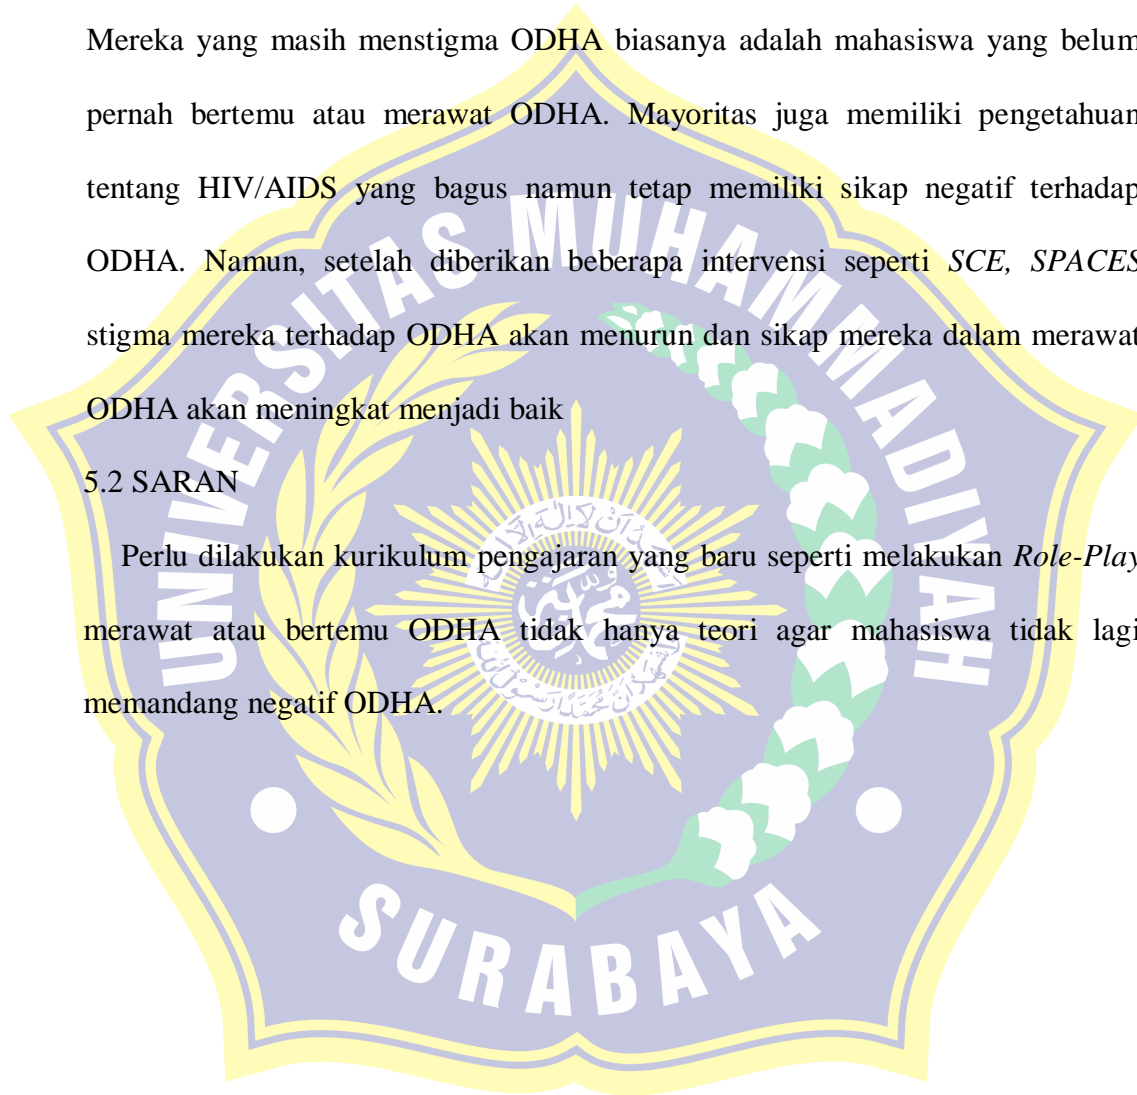 Mereka yang masih menstigma ODHA biasanya adalah mahasiswa yang belum
pernah bertemu atau merawat ODHA. Mayoritas juga memiliki pengetahuan
tentang HIV/AIDS yang bagus namun tetap memiliki sikap negatif terhadap
ODHA. Namun, setelah diberikan beberapa intervensi seperti SCE, SPACES
stigma mereka terhadap ODHA akan menurun dan sikap mereka dalam merawat
ODHA akan meningkat menjadi baik
5.2 SARAN
Perlu dilakukan kurikulum pengajaran yang baru seperti melakukan Role-Play
merawat atau bertemu ODHA tidak hanya teori agar mahasiswa tidak lagi
memandang negatif ODHA.
UNIVERSITAS MUHAMMADIYAH
SURABAYA